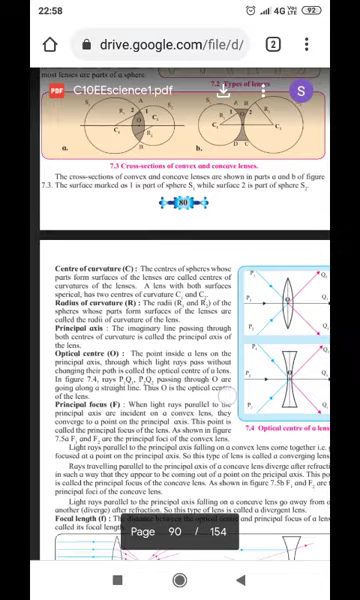 22:58
4G
92
drive.google.com/file/d/
2
most lenses are parts of a sphere.
7.2 Types of lenses
PDF C10EEscience1.pdf
S
a.
b.
7.3 Cross-sections of convex and concave lenses.
The cross-sections of convex and concave lenses are shown in parts a and b of figure
7.3. The surface marked as 1 is part of sphere S1 while surface 2 is part of sphere S2.
80
Centre of curvature (C) : The centres of spheres whose
parts form surfaces of the lenses are called centres of
curvatures of the lenses. A lens with both surfaces
sperical, has two centres of curvature C1 and C2.
Radius of curvature (R) : The radii (R1 and R2) of the
spheres whose parts form surfaces of the lenses are
called the radii of curvature of the lens.
Principal axis : The imaginary line passing through
both centres of curvature is called the principal axis of
the lens.
Optical centre (O) : The point inside a lens on the
principal axis, through which light rays pass without
changing their path is called the optical centre of a lens.
In figure 7.4, rays P1Q1, P2Q2 passing through O are
going along a straight line. Thus O is the optical centre
of the lens.
Principal focus (F) : When light rays parallel to the
principal axis are incident on a convex lens, they
converge to a point on the principal axis. This point is
called the principal focus of the lens. As shown in figure
7.5a F1 and F2 are the principal foci of the convex lens.
7.4 Optical centre of a len
Light rays parallel to the principal axis falling on a convex lens come together i.e.
focused at a point on the principal axis. So this type of lens is called a converging lens.
Rays travelling parallel to the principal axis of a concave lens diverge after refractio
in such a way that they appear to be coming out of a point on the principal axis. This poi
is called the principal focus of the concave lens. As shown in figure 7.5b F1 and F2 are
principal foci of the concave lens.
Light rays parallel to the principal axis falling on a concave lens go away from o
another (diverge) after refraction. So this type of lens is called a divergent lens.
Focal length (f) : The distance between the optical centre and principal focus of a lens
called its focal length.
Page 90 / 154